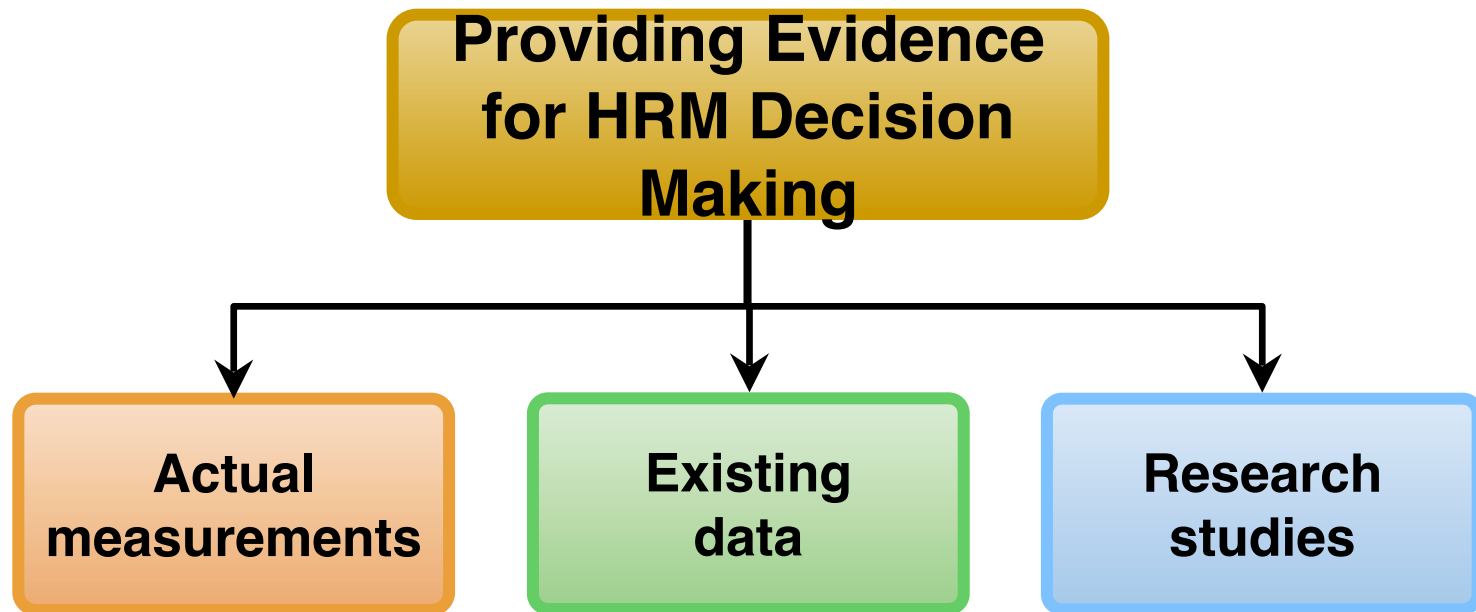 Providing Evidence
for HRM Decision
Making
Actual
measurements
Existing
data
Research
studies